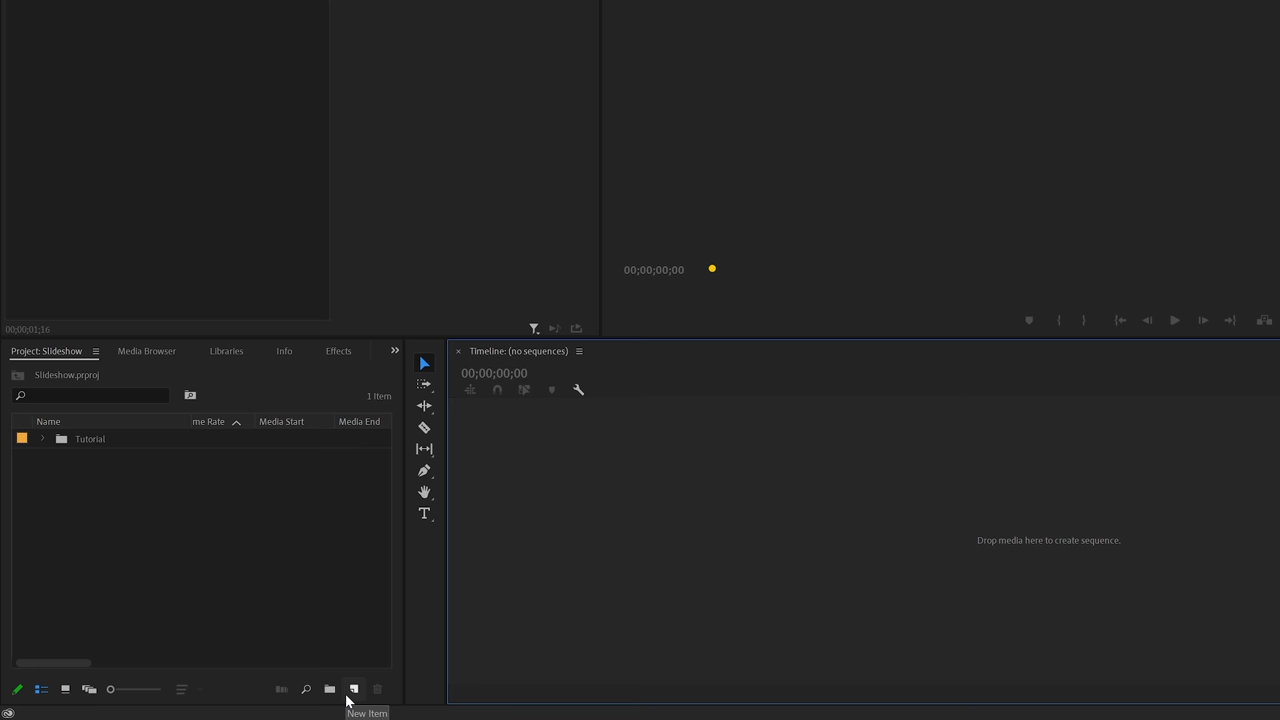 00;00;00;00
00;00;01;16
Project: Slideshow
Media Browser
Libraries
Info
Effects
Slideshow.prproj
1 Item
Name
me Rate
Media Start
Media End
Tutorial
New Item
Timeline: (no sequences)
00;00;00;00
Drop media here to create sequence.